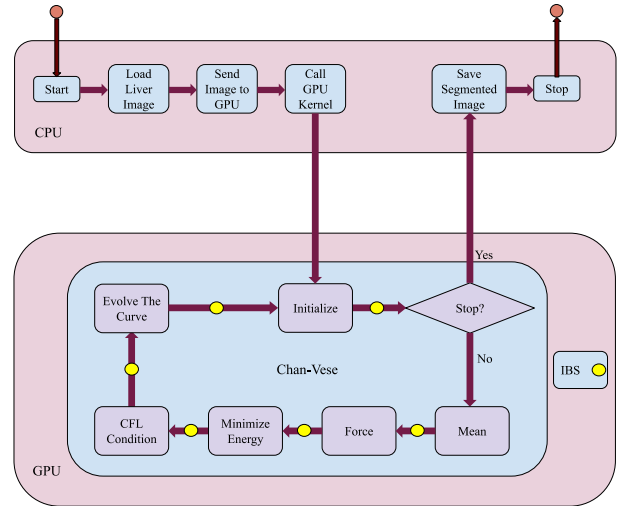 Start
Load
Liver
Image
Send
Image to
GPU
Call
GPU
Kernel
Save
Segmented
Image
Stop
CPU
Yes
Evolve The
Curve
Initialize
Stop?
No
Chan-Vese
IBS
CFL
Condition
Minimize
Energy
Force
Mean
GPU